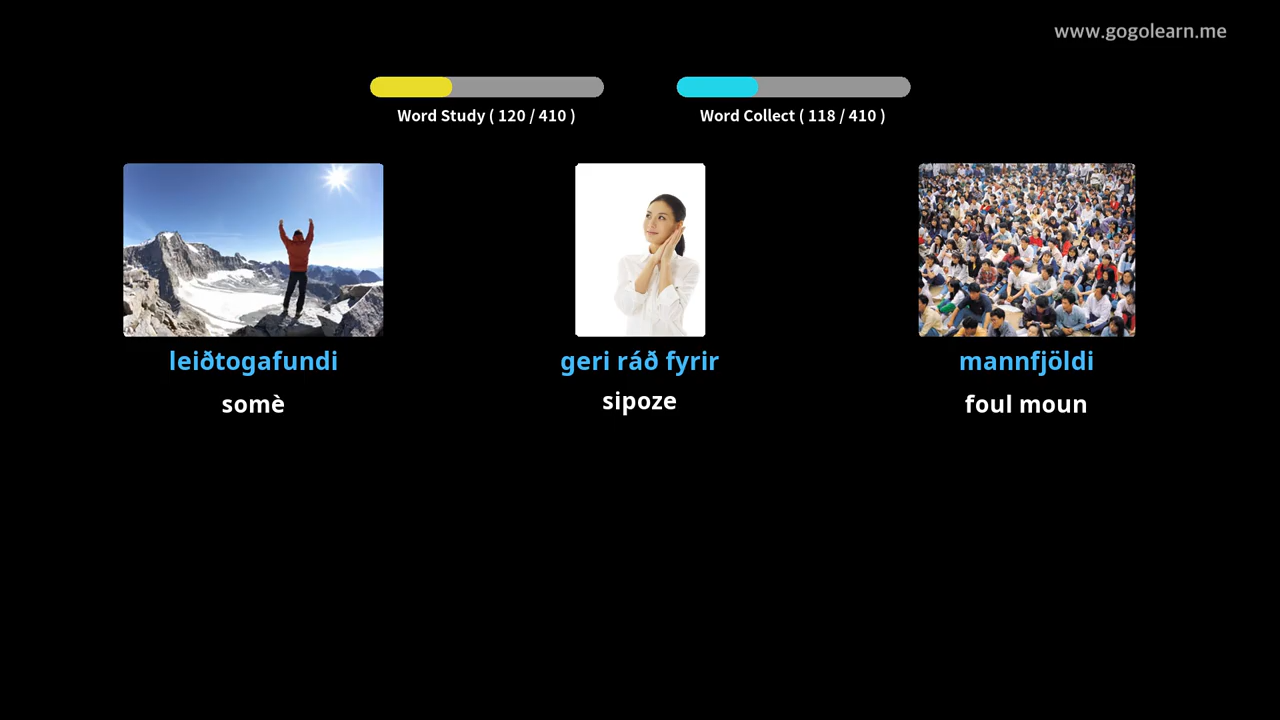 www.gogolearn.me
Word Study ( 120 / 410 )
Word Collect ( 118 / 410 )
leiðtogafundi
geri ráð fyrir
mannfjöldi
somè
sipoze
foul moun